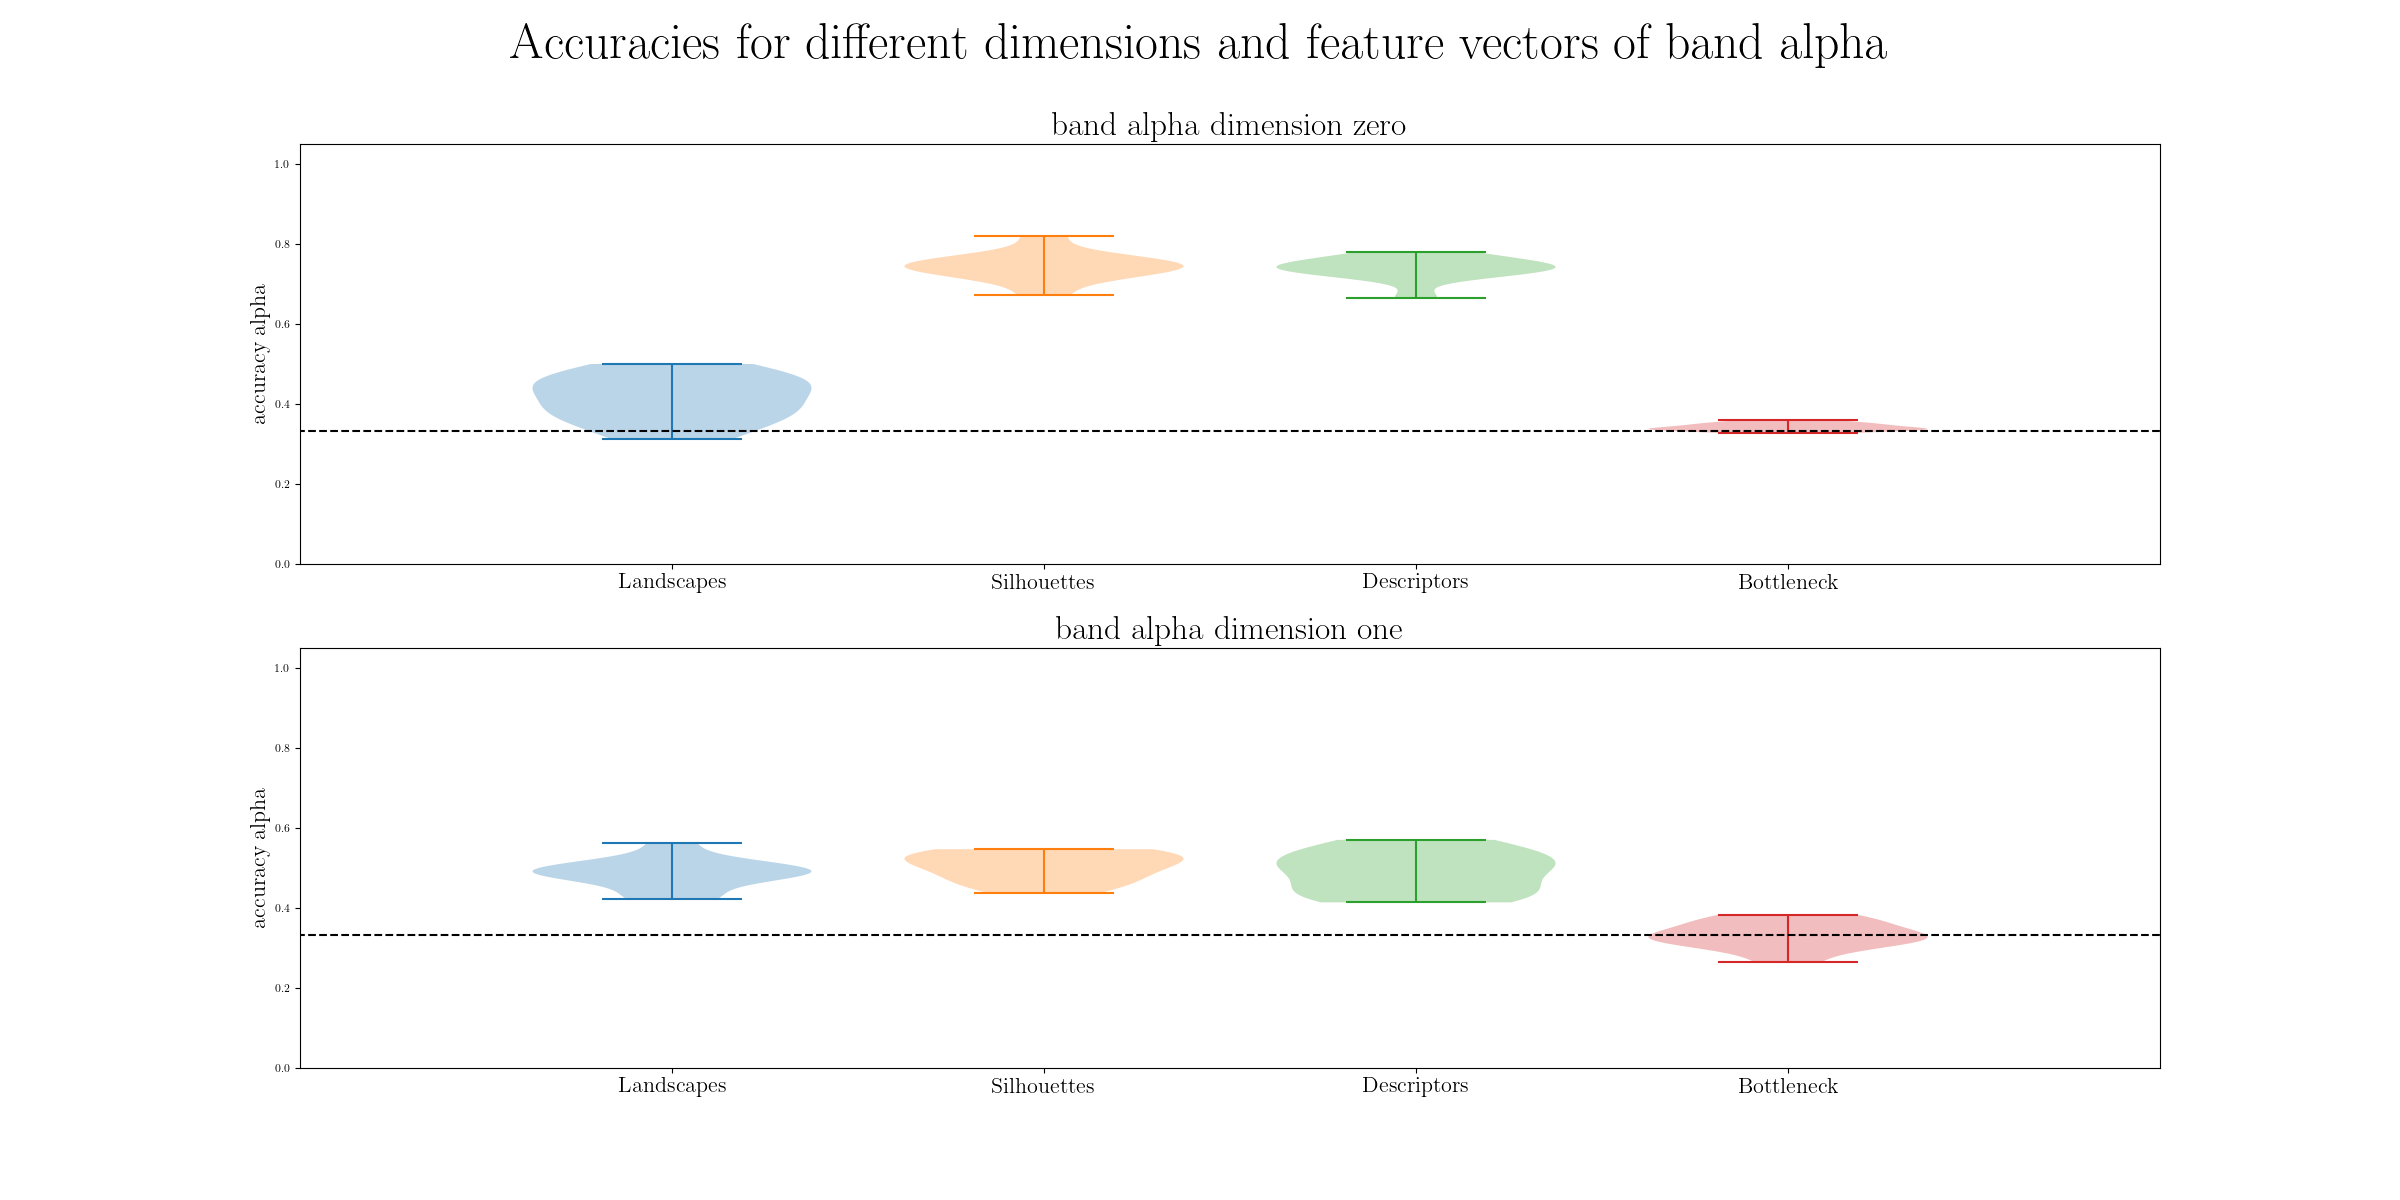 Accuracies for different dimensions and feature vectors of band alpha
band alpha dimension zero
accuracy alpha
1.0
0.8
0.6
0.4
0.2
0.0
Landscapes Silhouettes Descriptors Bottleneck
band alpha dimension one
accuracy alpha
1.0
0.8
0.6
0.4
0.2
0.0
Landscapes Silhouettes Descriptors Bottleneck